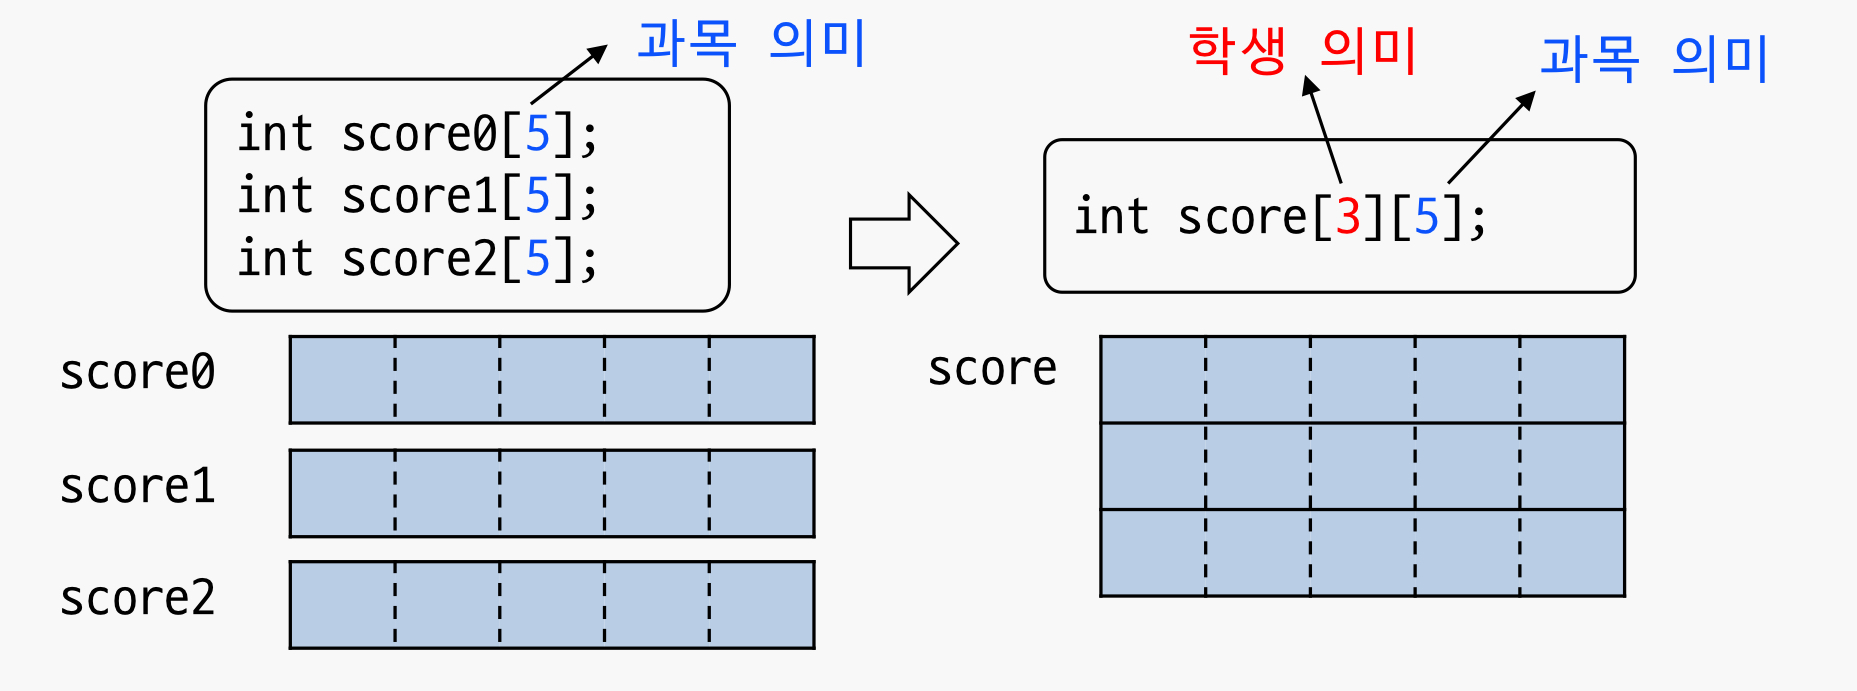 과목 의미
int score0[5];
int score1[5];
int score2[5];
학생 의미
과목 의미
int score[3][5];
score0
score1
score2
score